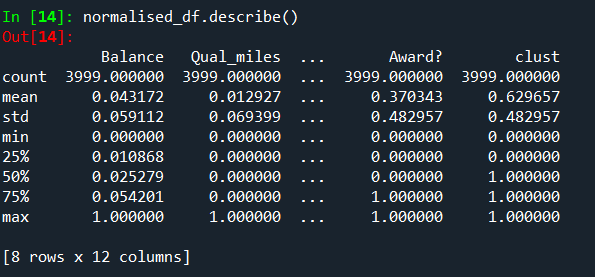 In [14]: normalised_df.describe()
Out[14]:
Balance Qual_miles ... Award? clust
count 3999.000000 3999.000000 ... 3999.000000 3999.000000
mean 0.043172 0.012927 ... 0.370343 0.629657
std 0.059112 0.069399 ... 0.482957 0.482957
min 0.000000 0.000000 ... 0.000000 0.000000
25% 0.010868 0.000000 ... 0.000000 0.000000
50% 0.025279 0.000000 ... 0.000000 1.000000
75% 0.054201 0.000000 ... 1.000000 1.000000
max 1.000000 1.000000 ... 1.000000 1.000000
[8 rows x 12 columns]